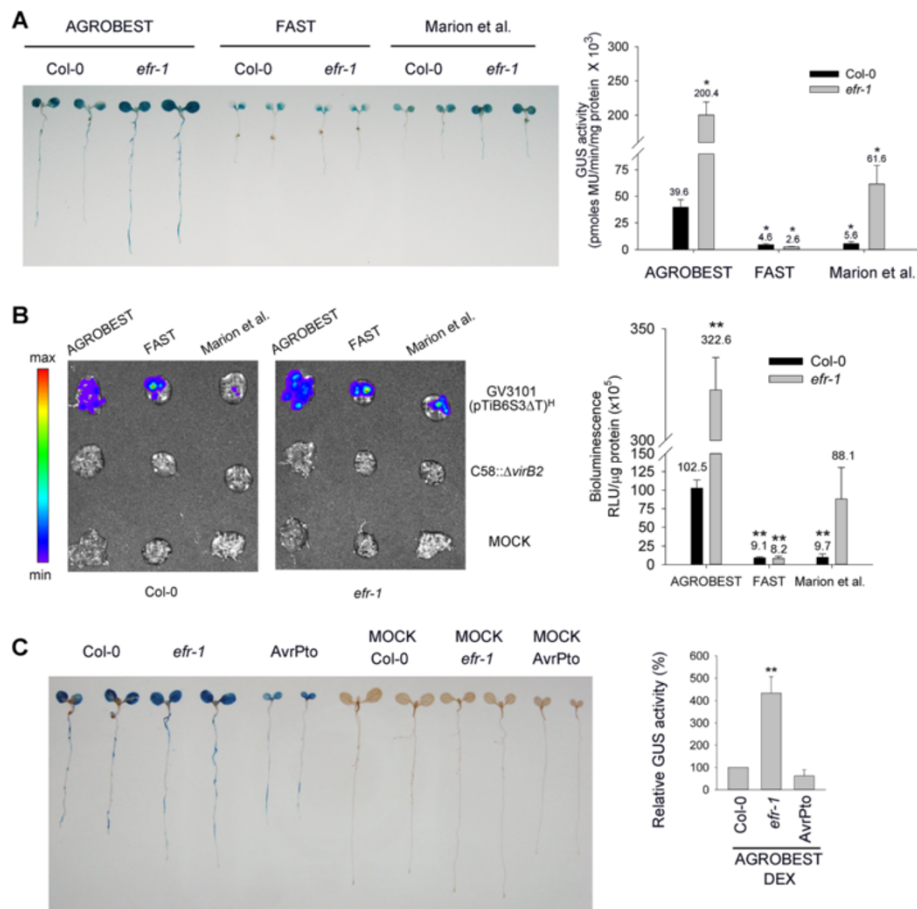 A
AGROBEST FAST Marion et al.
Col-0 efr-1 Col-0 efr-1 Col-0 efr-1
GUS activity
(pmoles MU/min/mg protein X 10³)
300
200
100
50
25
0
Col-0
efr-1
*
200.4
39.6
*
4.6
*
2.6
*
5.6
*
61.6
AGROBEST FAST Marion et al.
B
max
min
AGROBEST FAST Marion et al.
AGROBEST FAST Marion et al.
GV3101
(pTiB6S3ΔT)ᴴ
C58::ΔvirB2
MOCK
Col-0 efr-1
Bioluminescence
RLU/µg protein (x10⁵)
350
300
150
125
100
75
50
25
0
**
322.6
Col-0
efr-1
102.5
**
9.1
**
8.2
**
9.7
88.1
AGROBEST FAST Marion et al.
C
Col-0 efr-1 AvrPto MOCK MOCK MOCK
Col-0 efr-1 AvrPto
Relative GUS activity (%)
600
500
400
300
200
100
0
**
Col-0
efr-1
AvrPto
AGROBEST
DEX